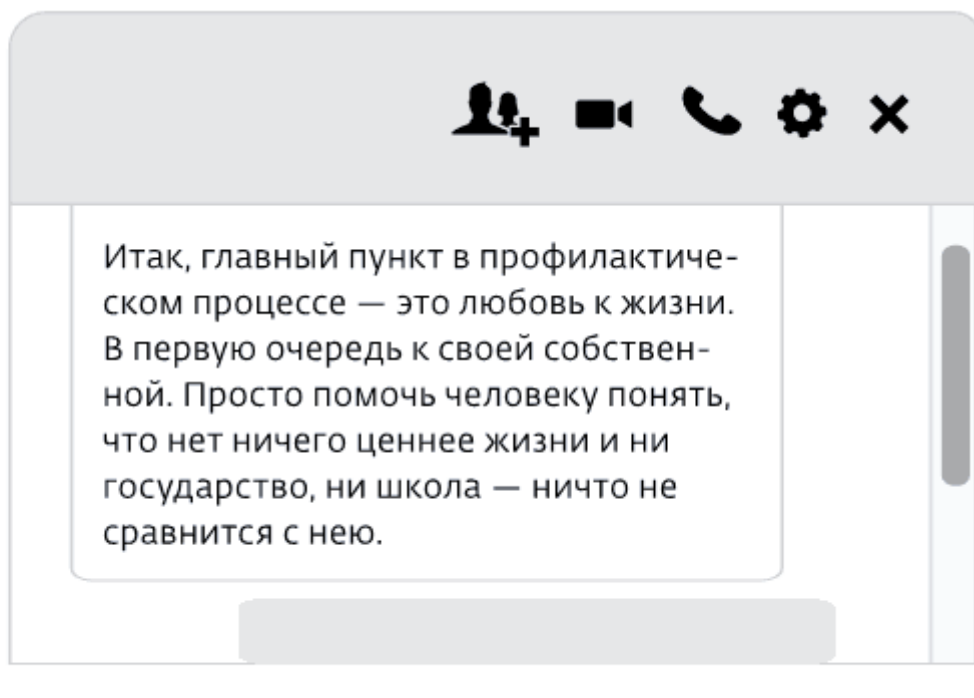 Итак, главный пункт в профилактиче-
ском процессе — это любовь к жизни.
В первую очередь к своей собствен-
ной. Просто помочь человеку понять,
что нет ничего ценнее жизни и ни
государство, ни школа — ничто не
сравнится с нею.